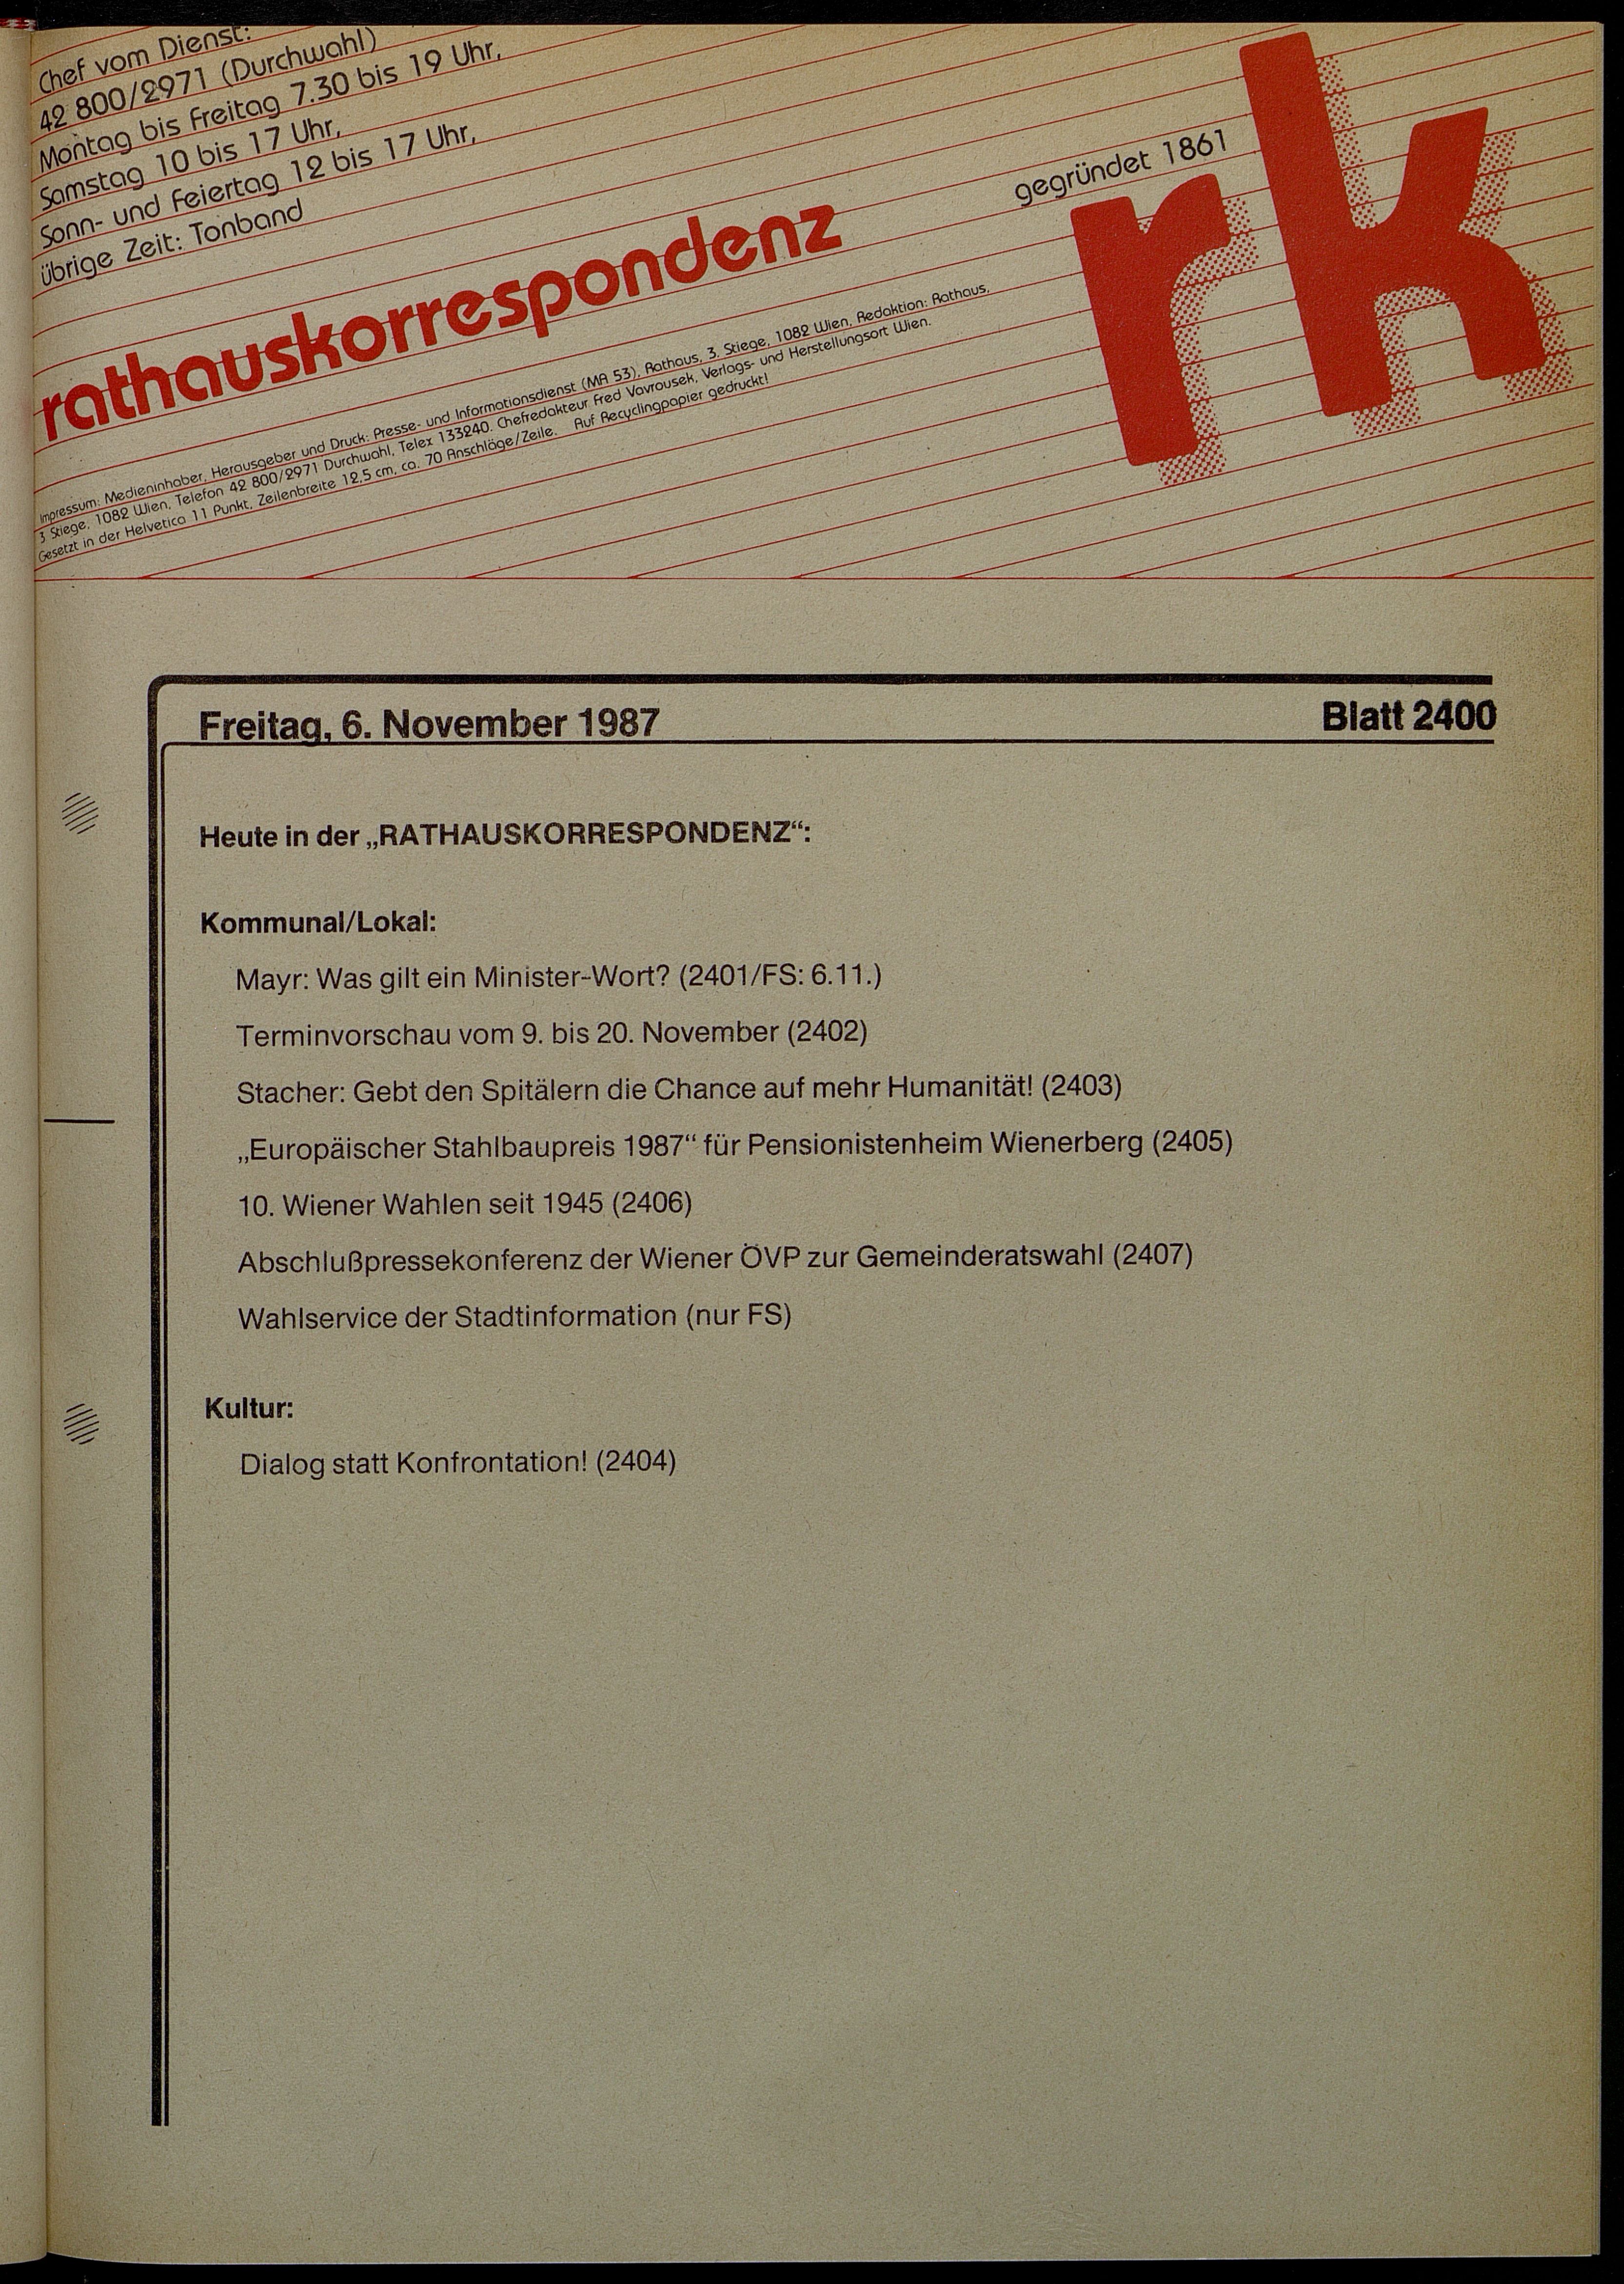 Chef vom Dienst:
42 800/2971 (Durchwahl)
Montag bis Freitag 7.30 bis 19 Uhr,
Samstag 10 bis 17 Uhr,
Sonn- und Feiertag 12 bis 17 Uhr,
übrige Zeit: Tonband
gegründet 1861
rk
rathauskorrespondenz
Impressum: Medieninhaber, Herausgeber und Druck: Presse- und Informationsdienst (MA 53), Rathaus, 3. Stiege, 1082 Wien, Redaktion: Rathaus,
3 Stiege, 1082 Wien, Telefon 42 800/2971 Durchwahl, Telex 133240. Chefredakteur Fred Vavrousek, Verlags- und Herstellungsort Wien.
Gesetzt in der Helvetica 11 Punkt, Zeilenbreite 12,5 cm, ca. 70 Anschläge/Zeile. Auf Recyclingpapier gedruckt!
Freitag, 6. November 1987 Blatt 2400
Heute in der „RATHAUSKORRESPONDENZ“:
Kommunal/Lokal:
Mayr: Was gilt ein Minister-Wort? (2401/FS: 6.11.)
Terminvorschau vom 9. bis 20. November (2402)
Stacher: Gebt den Spitälern die Chance auf mehr Humanität! (2403)
„Europäischer Stahlbaupreis 1987“ für Pensionistenheim Wienerberg (2405)
10. Wiener Wahlen seit 1945 (2406)
Abschlußpressekonferenz der Wiener ÖVP zur Gemeinderatswahl (2407)
Wahlservice der Stadtinformation (nur FS)
Kultur:
Dialog statt Konfrontation! (2404)